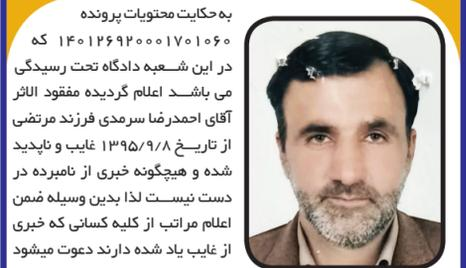 به حکایت محتویات پرونده
۱۴۰۱۲۶۹۲۰۰۰۱۷۰۱۰۶۰ که
در این شعبه دادگاه تحت رسیدگی
می باشد اعلام گردیده مفقود الاثر
آقای احمدرضا سرمدی فرزند مرتضی
از تاریخ ۱۳۹۵/۹/۸ غایب و ناپدید
شده و هیچگونه خبری از نامبرده در
دست نیست لذا بدین وسیله ضمن
اعلام مراتب از کلیه کسانی که خبری
از غایب یاد شده دارند دعوت میشود